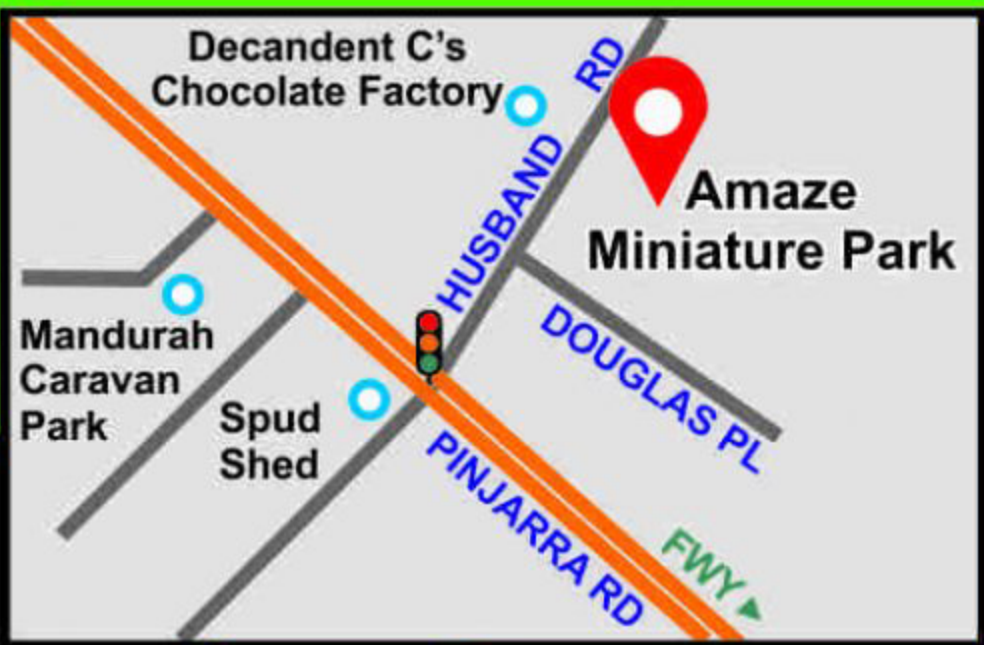 Decandent C's
Chocolate Factory
HUSBAND RD
Amaze
Miniature Park
DOUGLAS PL
Mandurah
Caravan
Park
Spud
Shed
PINJARRA RD
FWY ▲